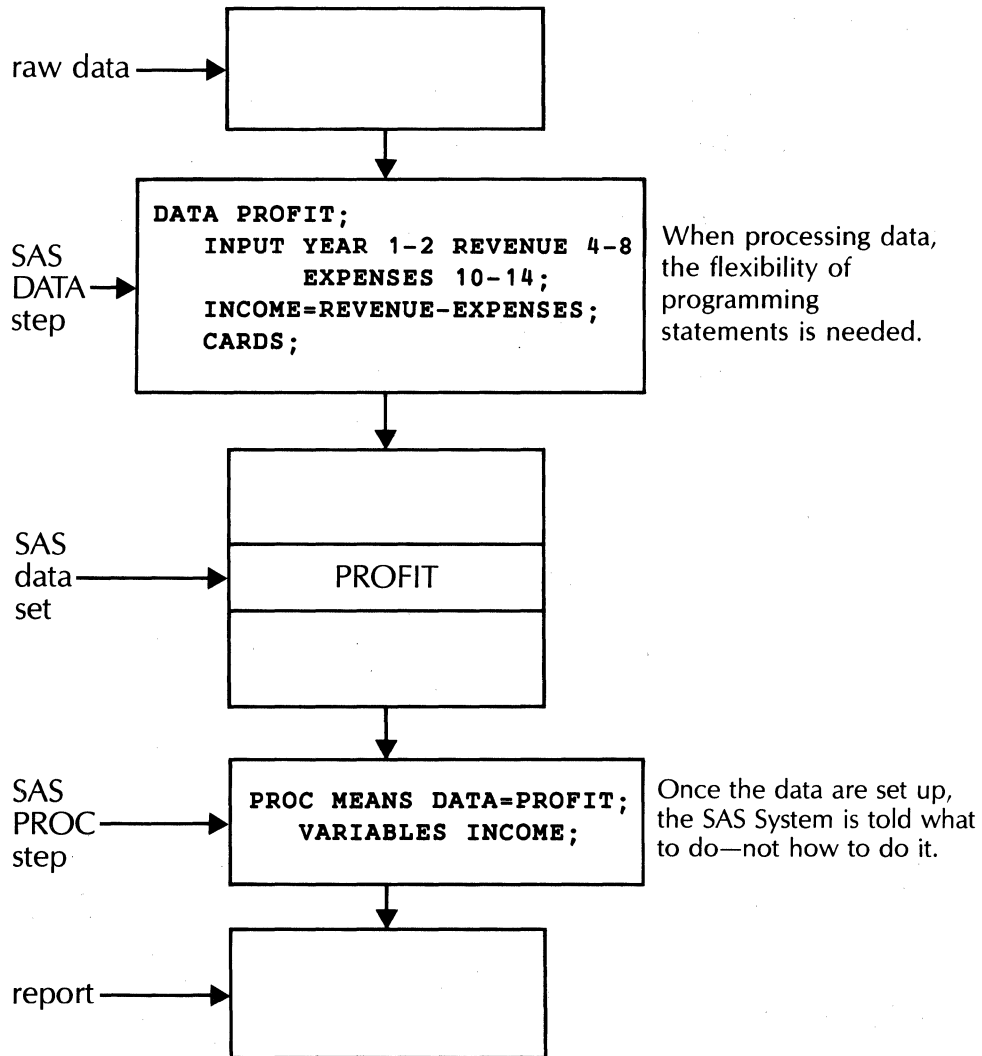 raw data
SAS
DATA
step
DATA PROFIT;
INPUT YEAR 1-2 REVENUE 4-8
EXPENSES 10-14;
INCOME=REVENUE-EXPENSES;
CARDS;
When processing data,
the flexibility of
programming
statements is needed.
SAS
data
set
PROFIT
SAS
PROC
step
PROC MEANS DATA=PROFIT;
VARIABLES INCOME;
Once the data are set up,
the SAS System is told what
to do—not how to do it.
report